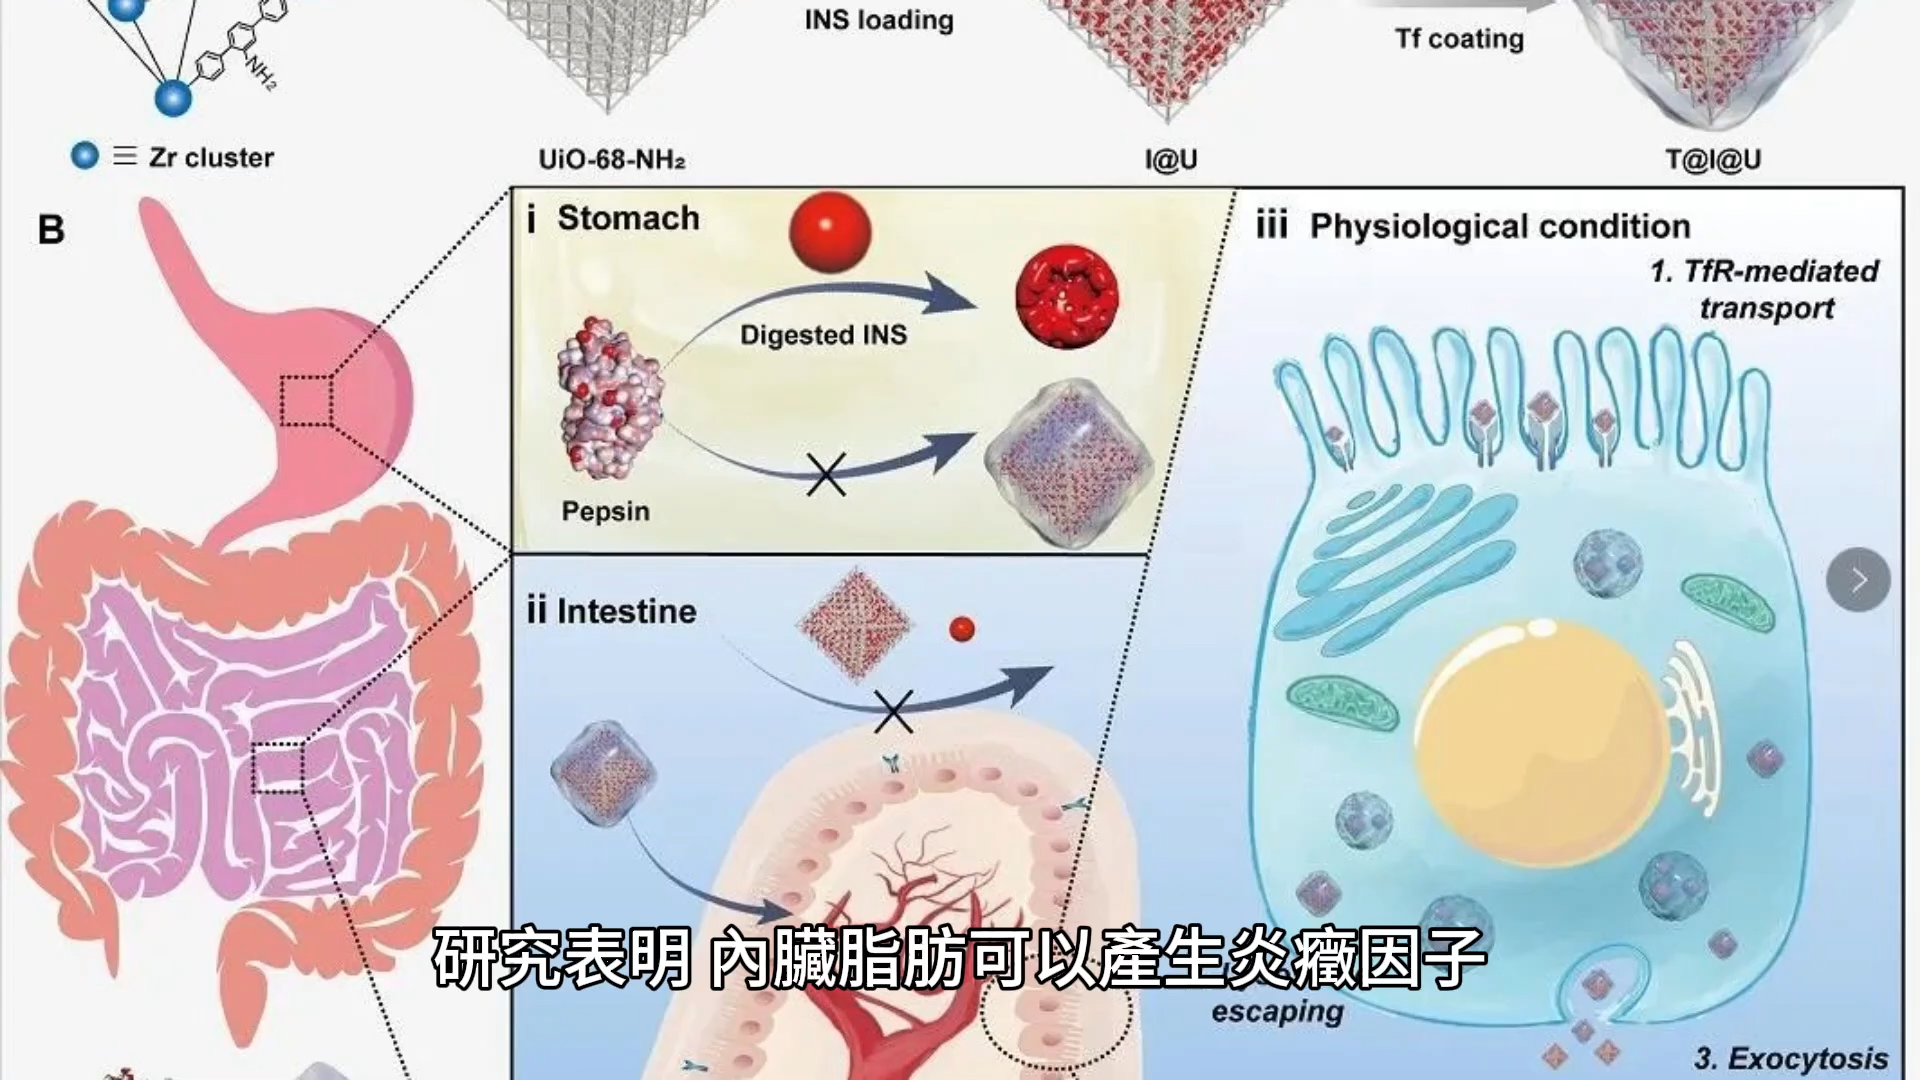 INS loading
Tf coating
NH₂
Zr cluster
UiO-68-NH₂
I@U
T@I@U
B
i Stomach
Digested INS
Pepsin
ii Intestine
iii Physiological condition
1. TfR-mediated
transport
escaping
3. Exocytosis
研究表明 內臟脂肪可以產生炎癥因子